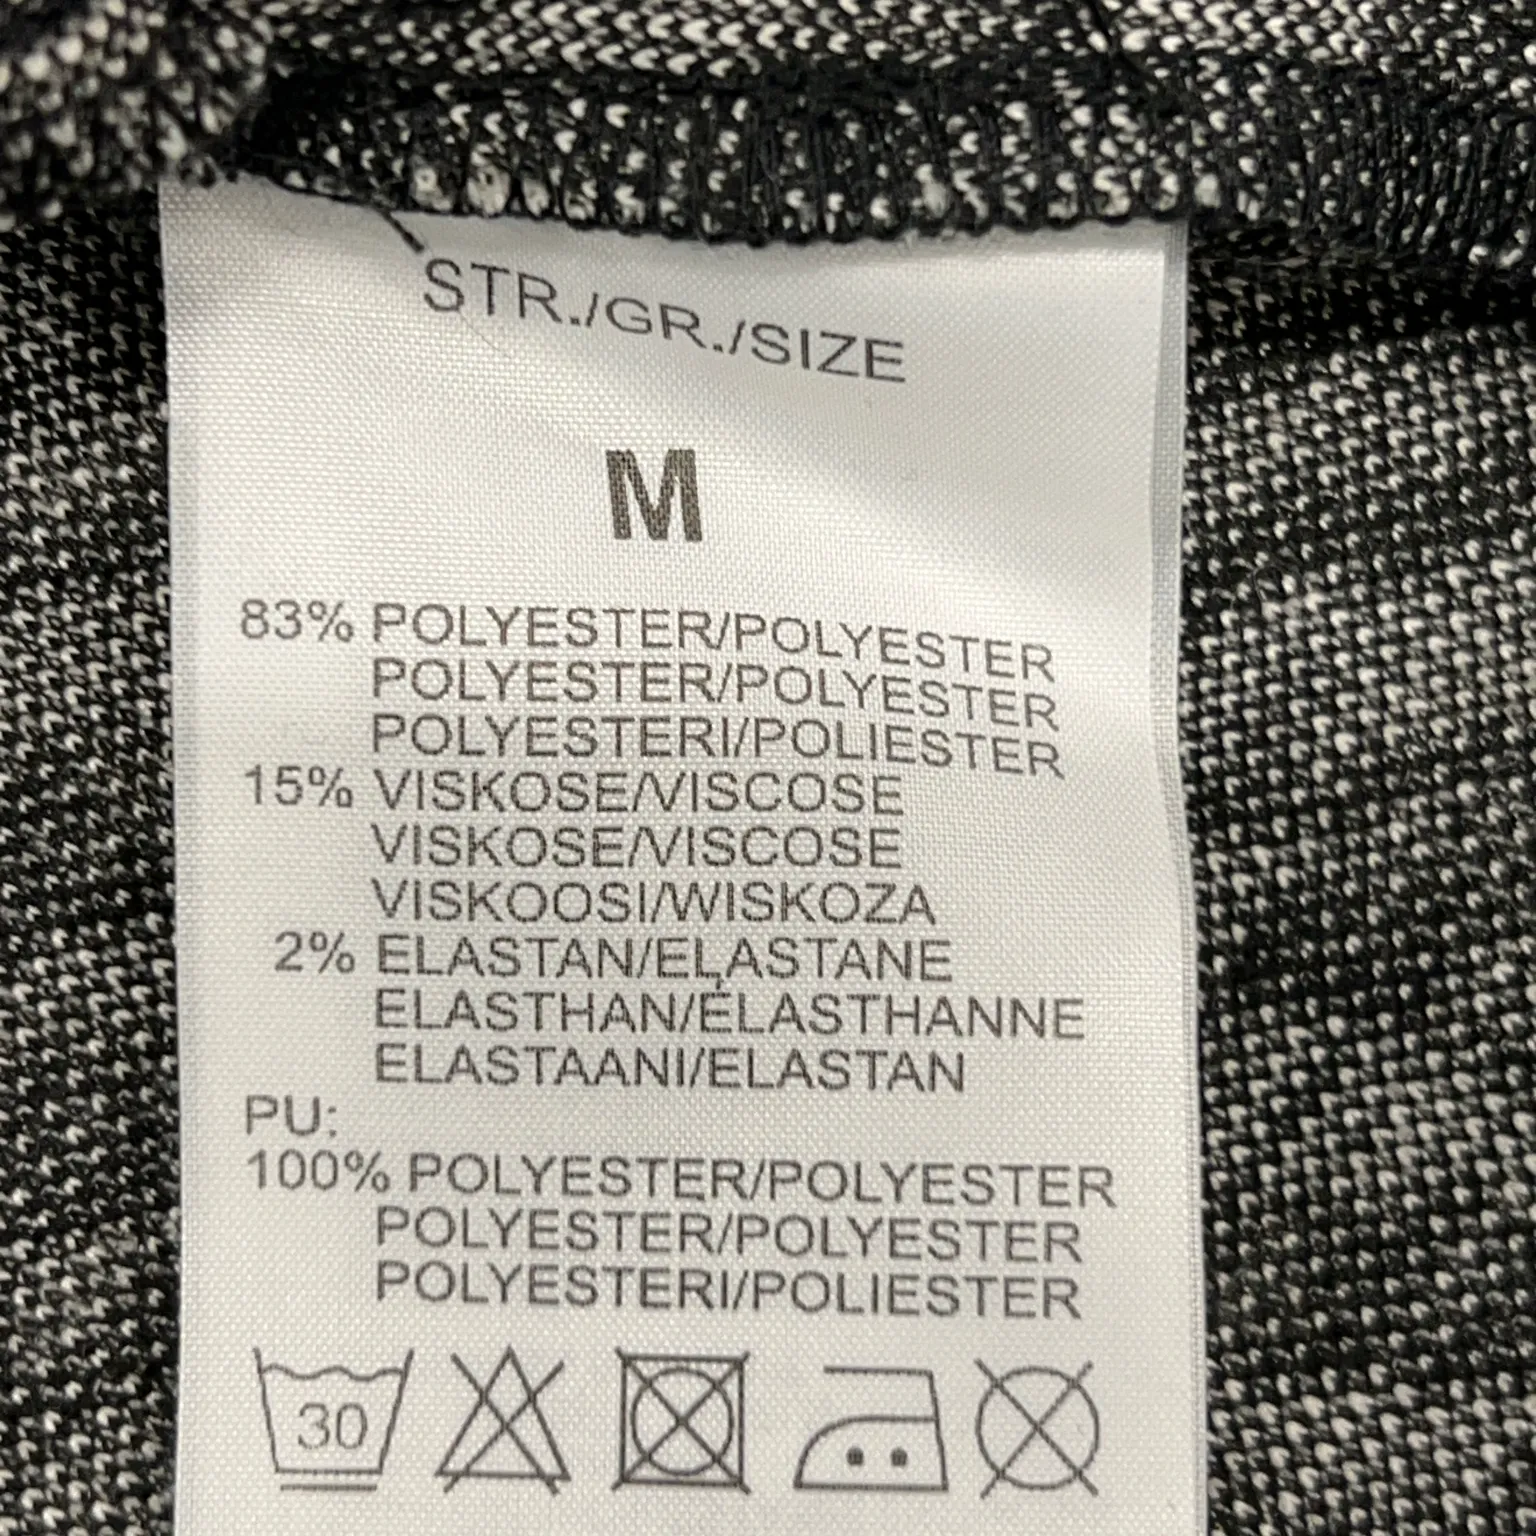 STR./GR./SIZE
M
83% POLYESTER/POLYESTER
POLYESTER/POLYESTER
POLYESTERI/POLIESTER
15% VISKOSE/VISCOSE
VISKOSE/VISCOSE
VISKOOSI/WISKOZA
2% ELASTAN/ELASTANE
ELASTHAN/ÉLASTHANNE
ELASTAANI/ELASTAN
PU:
100% POLYESTER/POLYESTER
POLYESTER/POLYESTER
POLYESTERI/POLIESTER
30